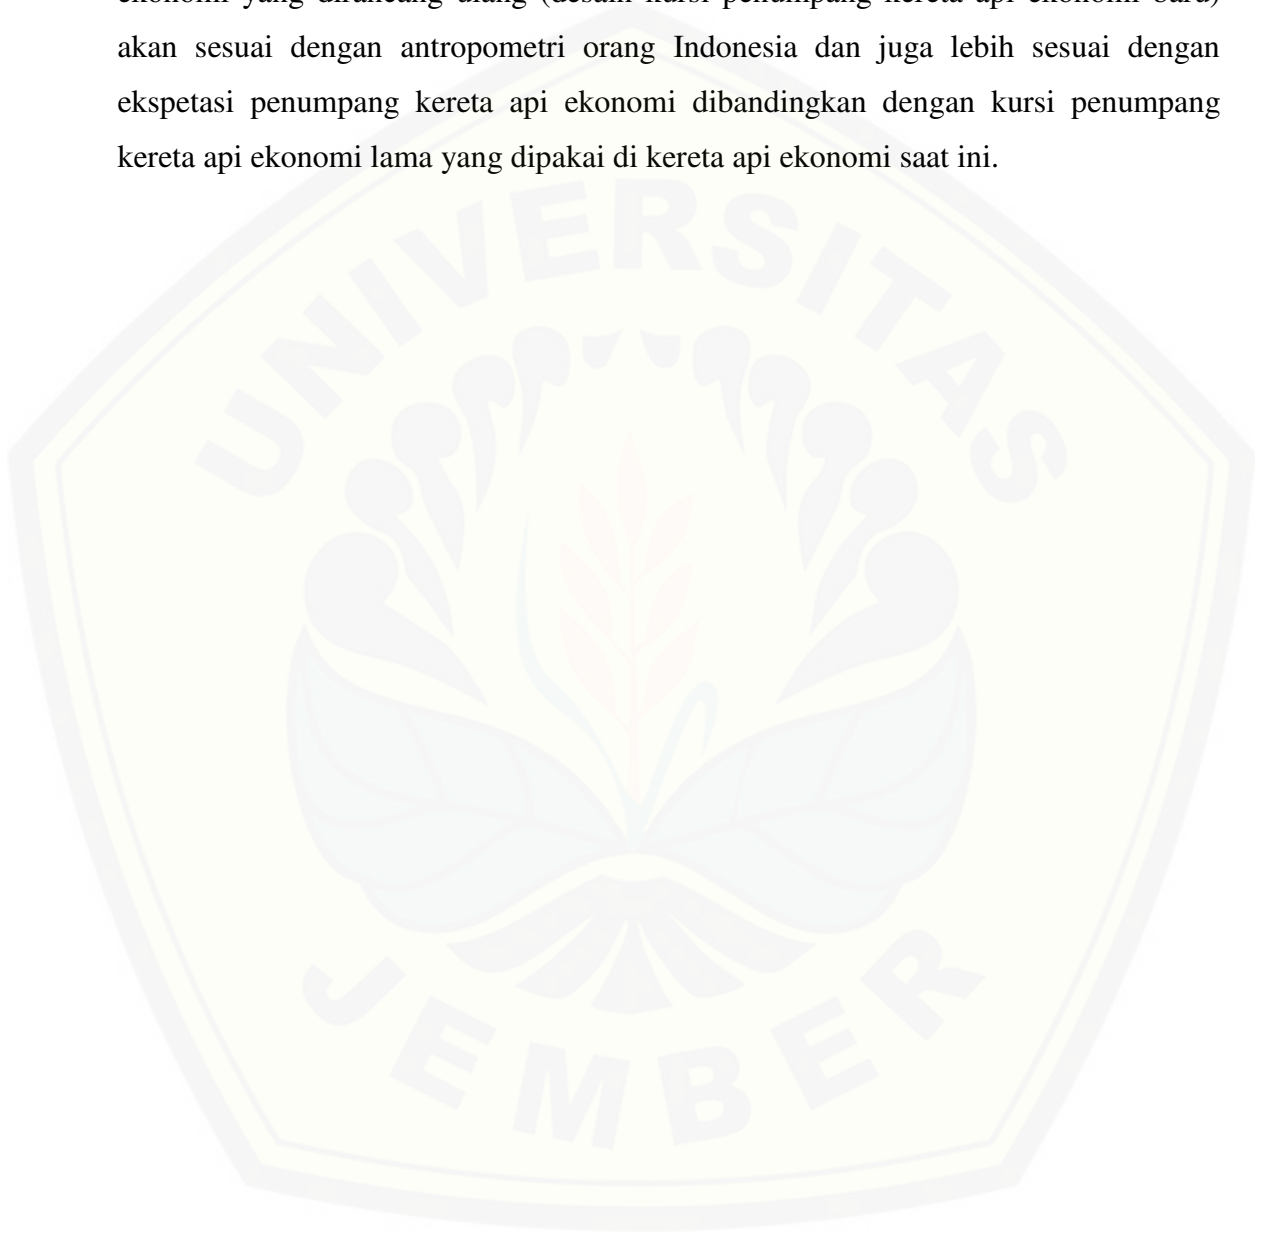 ekonomi yang dirancang ulang (desain kursi penumpang kereta api ekonomi baru)
akan sesuai dengan antropometri orang Indonesia dan juga lebih sesuai dengan
ekspetasi penumpang kereta api ekonomi dibandingkan dengan kursi penumpang
kereta api ekonomi lama yang dipakai di kereta api ekonomi saat ini.
UNIVERSITAS
JEMBER